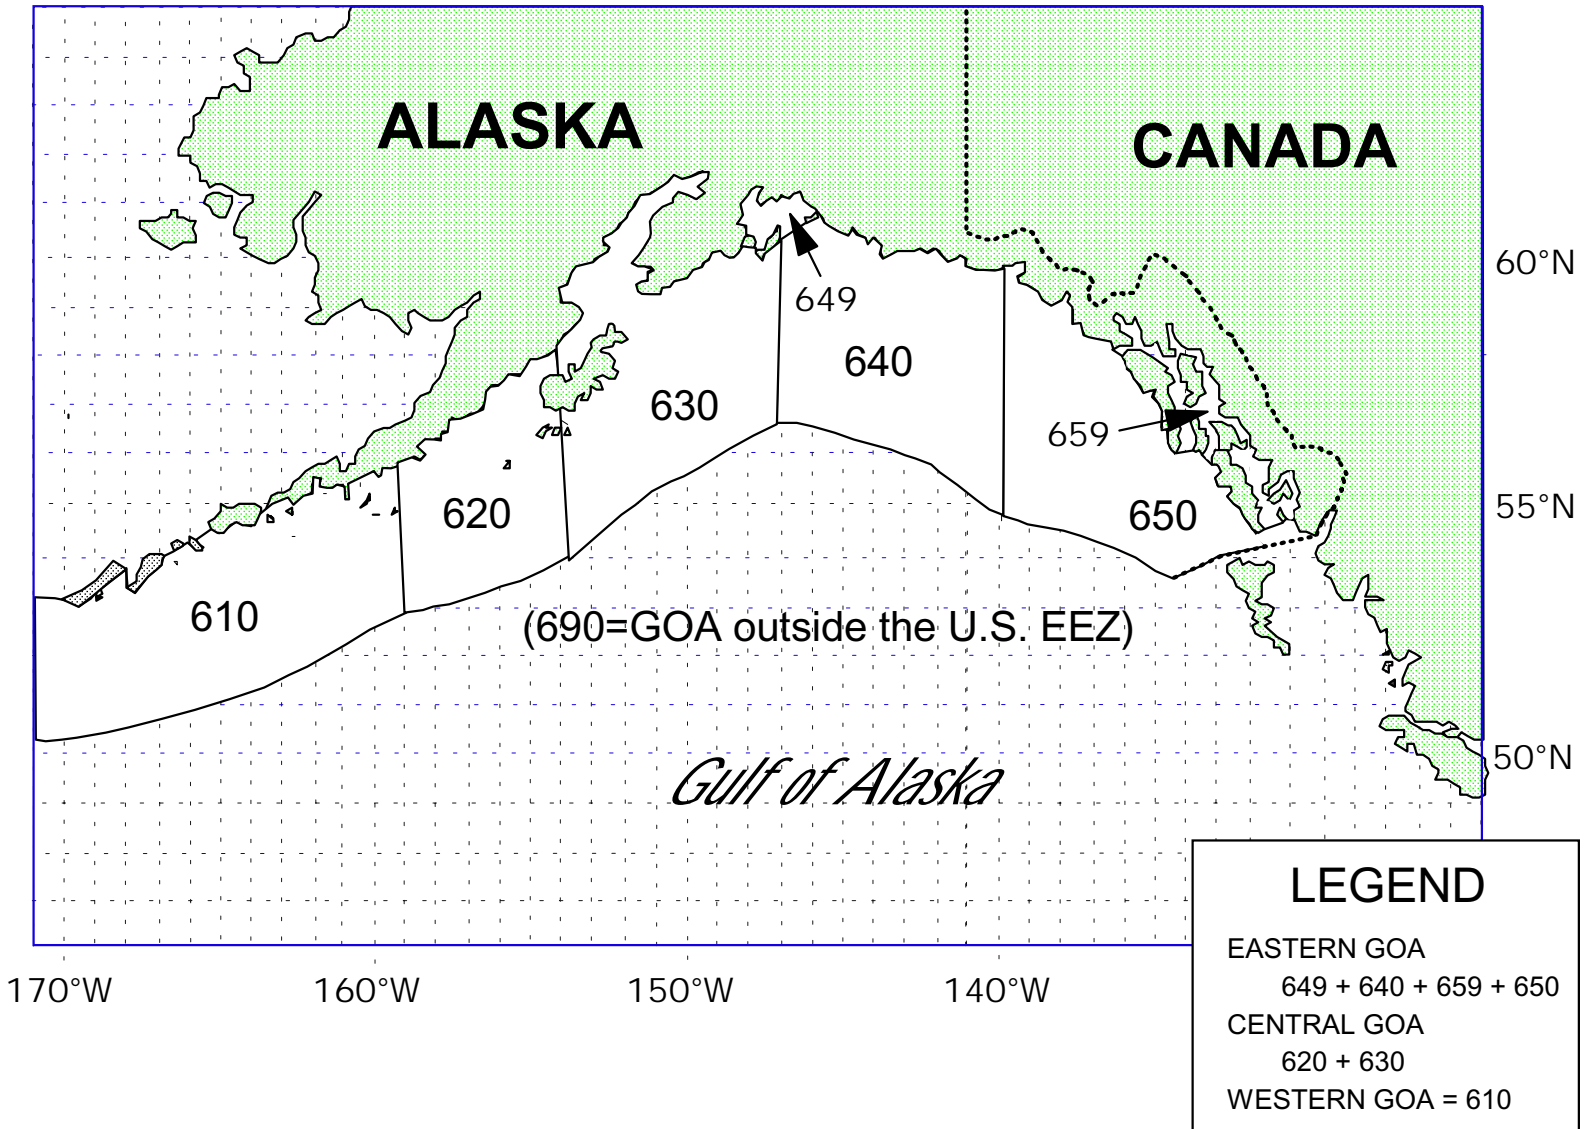 ALASKA
CANADA
60°N
649
640
630
659
55°N
620
650
610
(690=GOA outside the U.S. EEZ)
50°N
Gulf of Alaska
LEGEND
EASTERN GOA
649 + 640 + 659 + 650
CENTRAL GOA
620 + 630
WESTERN GOA = 610
170°W
160°W
150°W
140°W